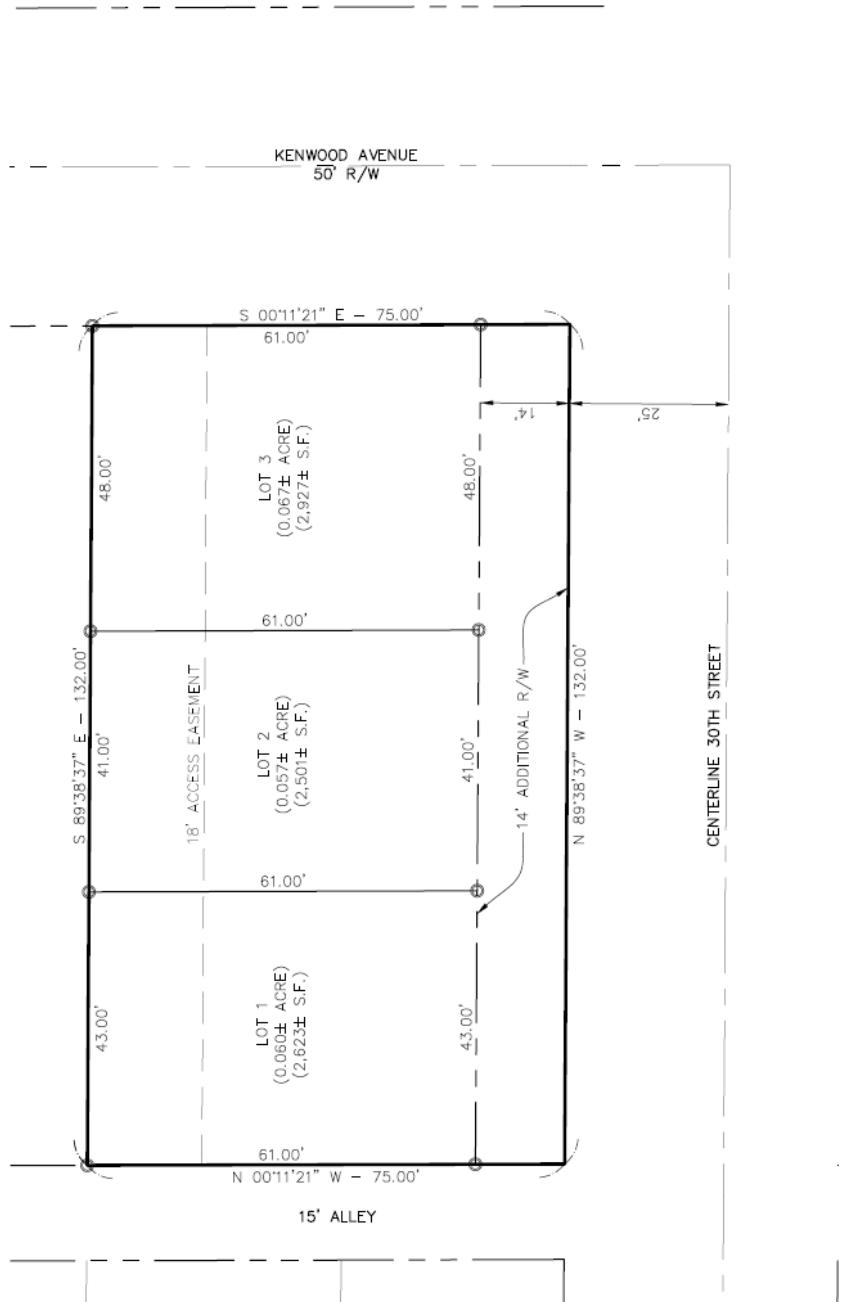 KENWOOD AVENUE
50' R/W
S 00°11'21" E – 75.00'
61.00'
14'
25'
48.00'
LOT 3
(0.067± ACRE)
(2,927± S.F.)
48.00'
61.00'
S 89°38'37" E – 132.00'
41.00'
18' ACCESS EASEMENT
LOT 2
(0.057± ACRE)
(2,501± S.F.)
41.00'
14' ADDITIONAL R/W
N 89°38'37" W – 132.00'
CENTERLINE 30TH STREET
61.00'
43.00'
LOT 1
(0.060± ACRE)
(2,623± S.F.)
43.00'
61.00'
N 00°11'21" W – 75.00'
15' ALLEY